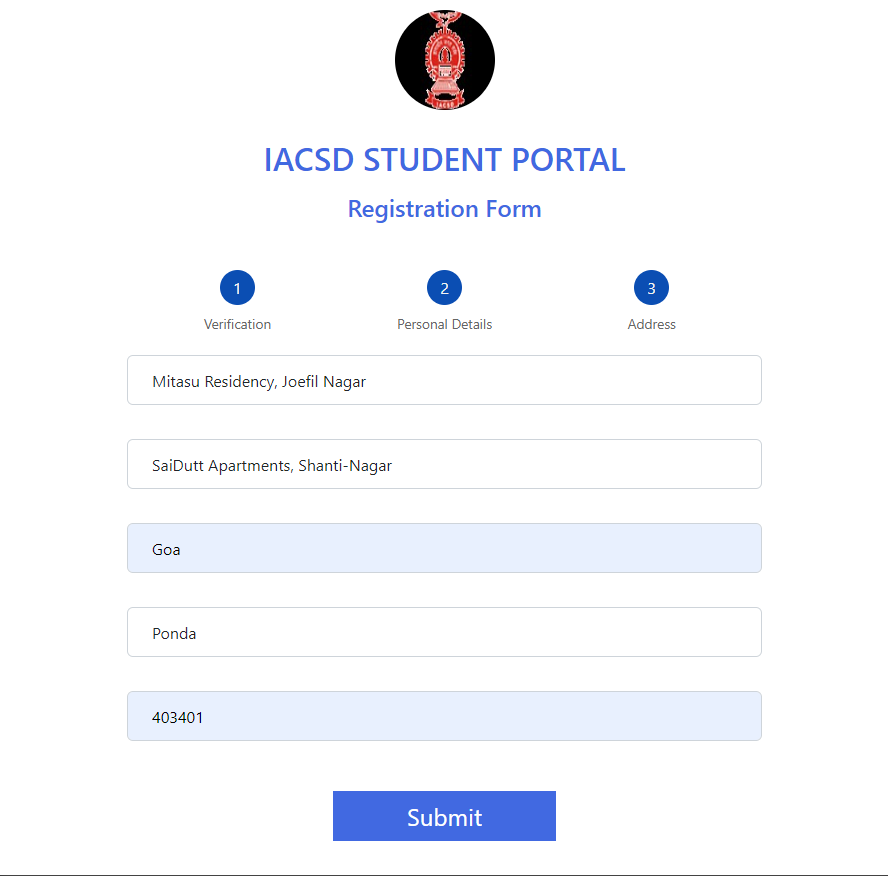 IACSD
IACSD STUDENT PORTAL
Registration Form
1 2 3
Verification Personal Details Address
Mitasu Residency, Joefil Nagar
SaiDutt Apartments, Shanti-Nagar
Goa
Ponda
403401
Submit